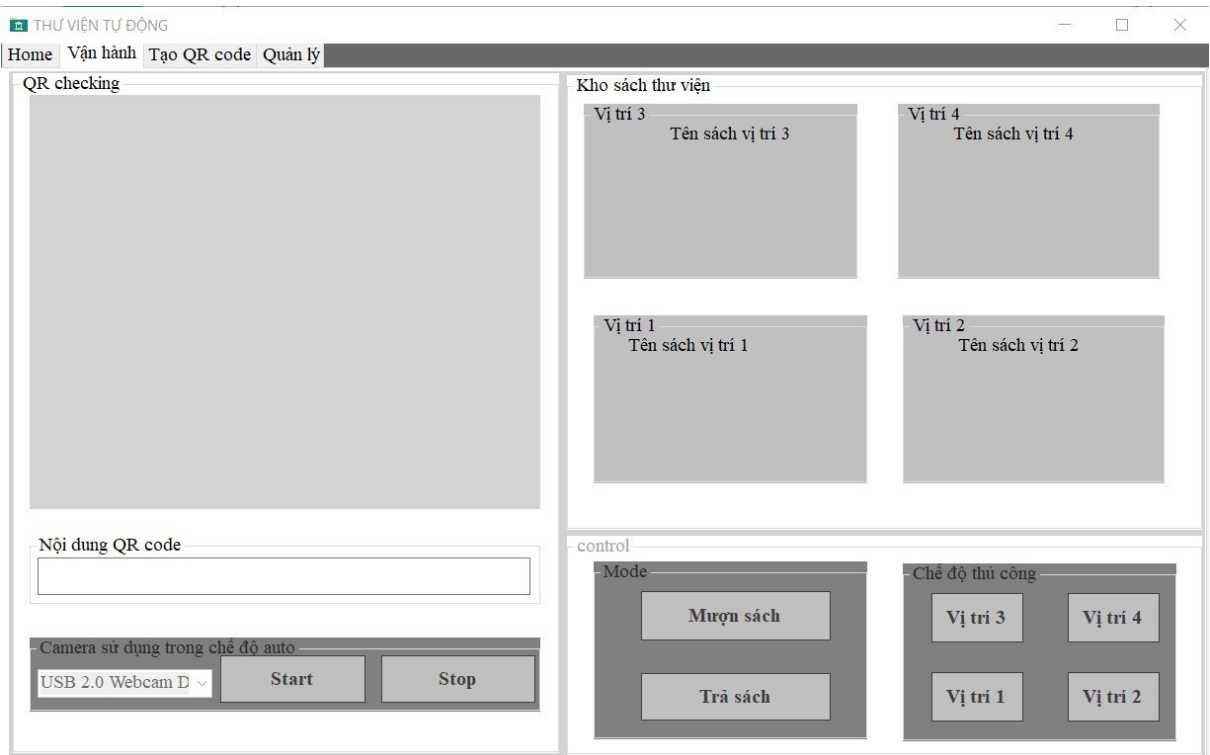 THƯ VIỆN TỰ ĐỘNG
Home Vận hành Tạo QR code Quản lý
QR checking
Nội dung QR code
Camera sử dụng trong chế độ auto
USB 2.0 Webcam D
Start
Stop
Kho sách thư viện
Vị trí 3
Tên sách vị trí 3
Vị trí 4
Tên sách vị trí 4
Vị trí 1
Tên sách vị trí 1
Vị trí 2
Tên sách vị trí 2
control
Mode
Mượn sách
Trả sách
Chế độ thủ công
Vị trí 3
Vị trí 4
Vị trí 1
Vị trí 2